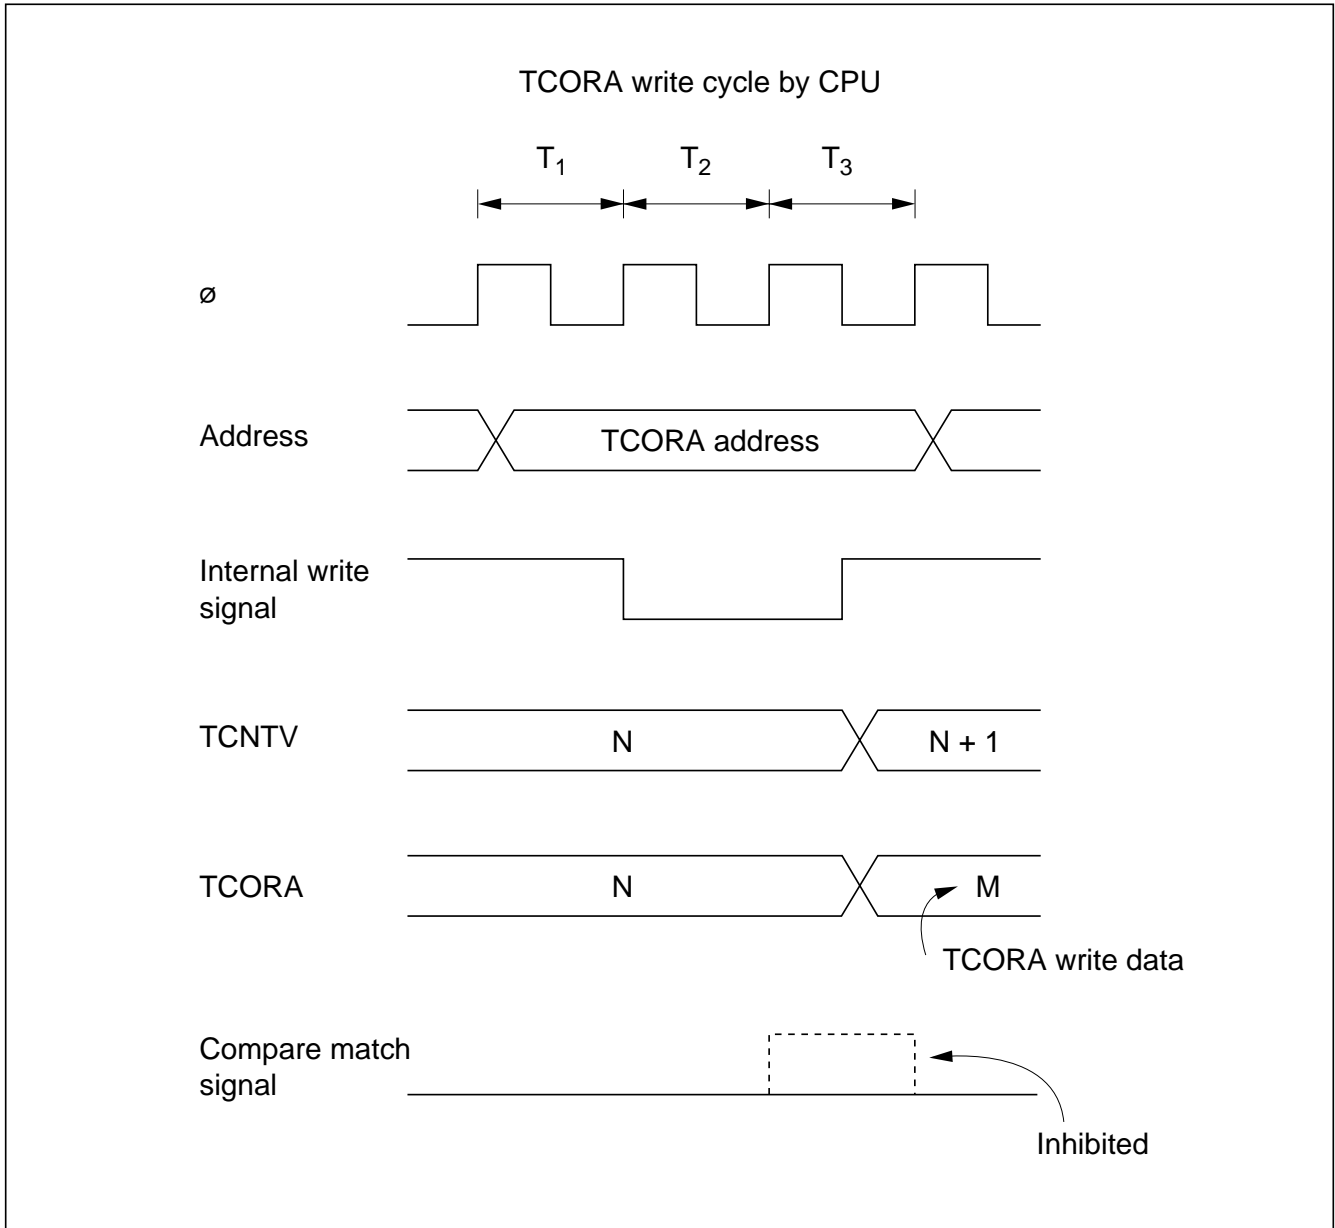 TCORA write cycle by CPU
T1 T2 T3
ø
Address TCORA address
Internal write
signal
TCNTV N N + 1
TCORA N M
TCORA write data
Compare match
signal
Inhibited